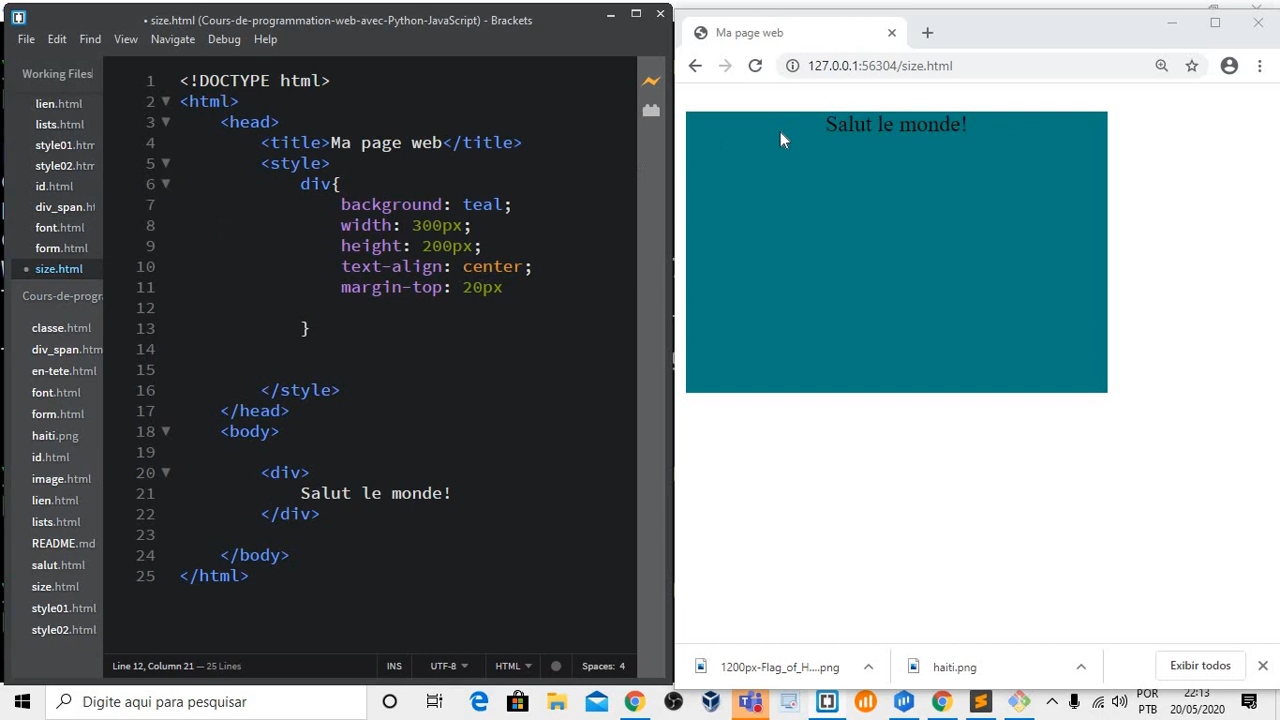 • size.html (Cours-de-programmation-web-avec-Python-JavaScript) - Brackets
File Edit Find View Navigate Debug Help
Working Files
lien.html
lists.html
style01.html
style02.html
id.html
div_span.ht
font.html
form.html
• size.html
Cours-de-progra
classe.html
div_span.htm
en-tete.html
font.html
form.html
haiti.png
id.html
image.html
lien.html
lists.html
README.md
salut.html
size.html
style01.html
style02.html
1 <!DOCTYPE html>
2 <html>
3 <head>
4 <title>Ma page web</title>
5 <style>
6 div{
7 background: teal;
8 width: 300px;
9 height: 200px;
10 text-align: center;
11 margin-top: 20px
12
13 }
14
15
16 </style>
17 </head>
18 <body>
19
20 <div>
21 Salut le monde!
22 </div>
23
24 </body>
25 </html>
Line 12, Column 21 — 25 Lines
INS UTF-8 HTML Spaces: 4
Ma page web
127.0.0.1:56304/size.html
Salut le monde!
1200px-Flag_of_H....png
haiti.png
Exibir todos
Digite aqui para pesquisar
POR
PTB
22:13
20/05/2020